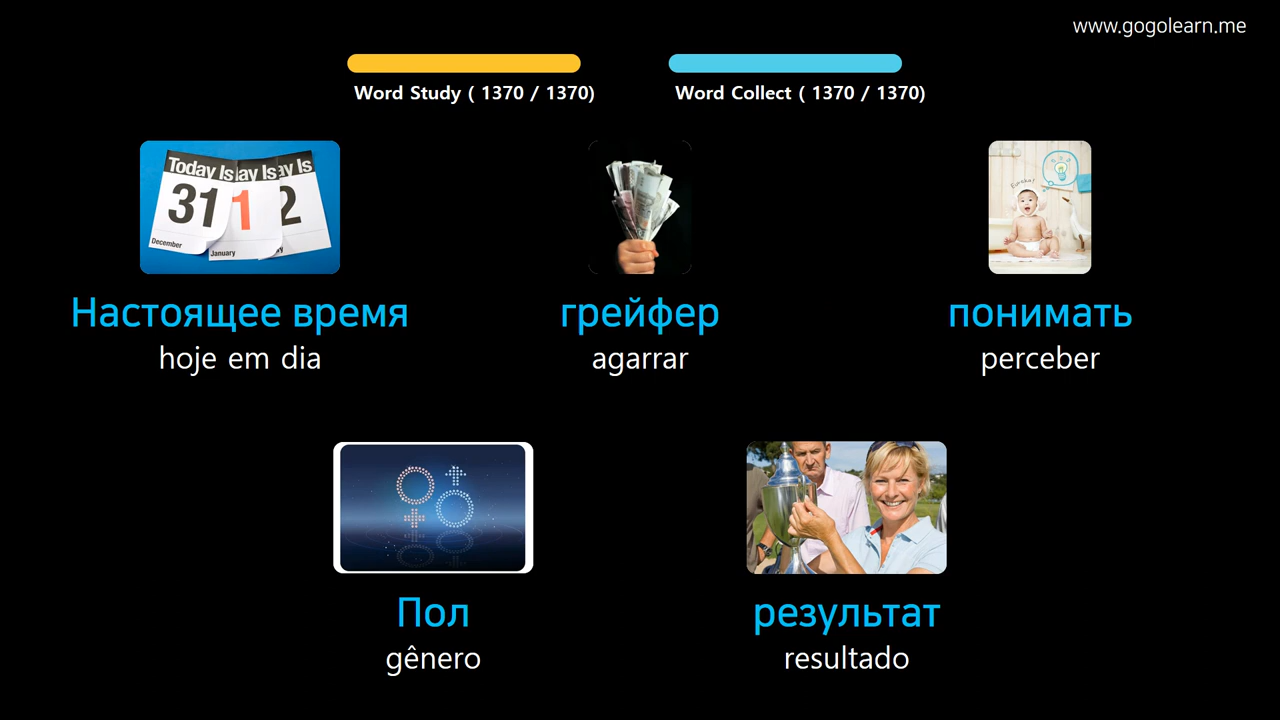 www.gogolearn.me
Word Study ( 1370 / 1370)
Word Collect ( 1370 / 1370)
Today Is
ay Is
ay Is
31
1
2
December
January
Eureka!
Настоящее время
hoje em dia
грейфер
agarrar
понимать
perceber
Пол
gênero
результат
resultado